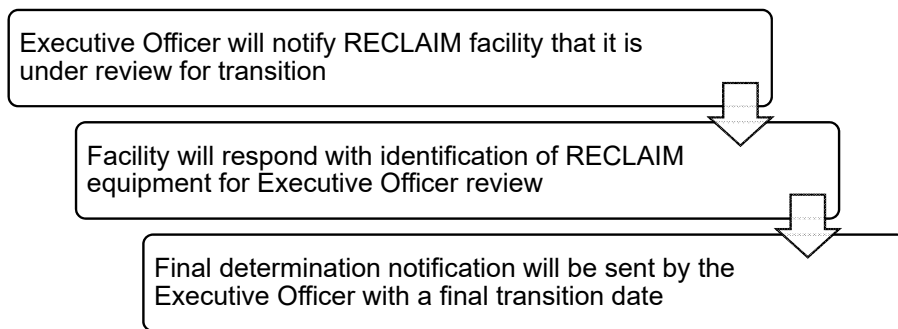 Executive Officer will notify RECLAIM facility that it is
under review for transition
Facility will respond with identification of RECLAIM
equipment for Executive Officer review
Final determination notification will be sent by the
Executive Officer with a final transition date